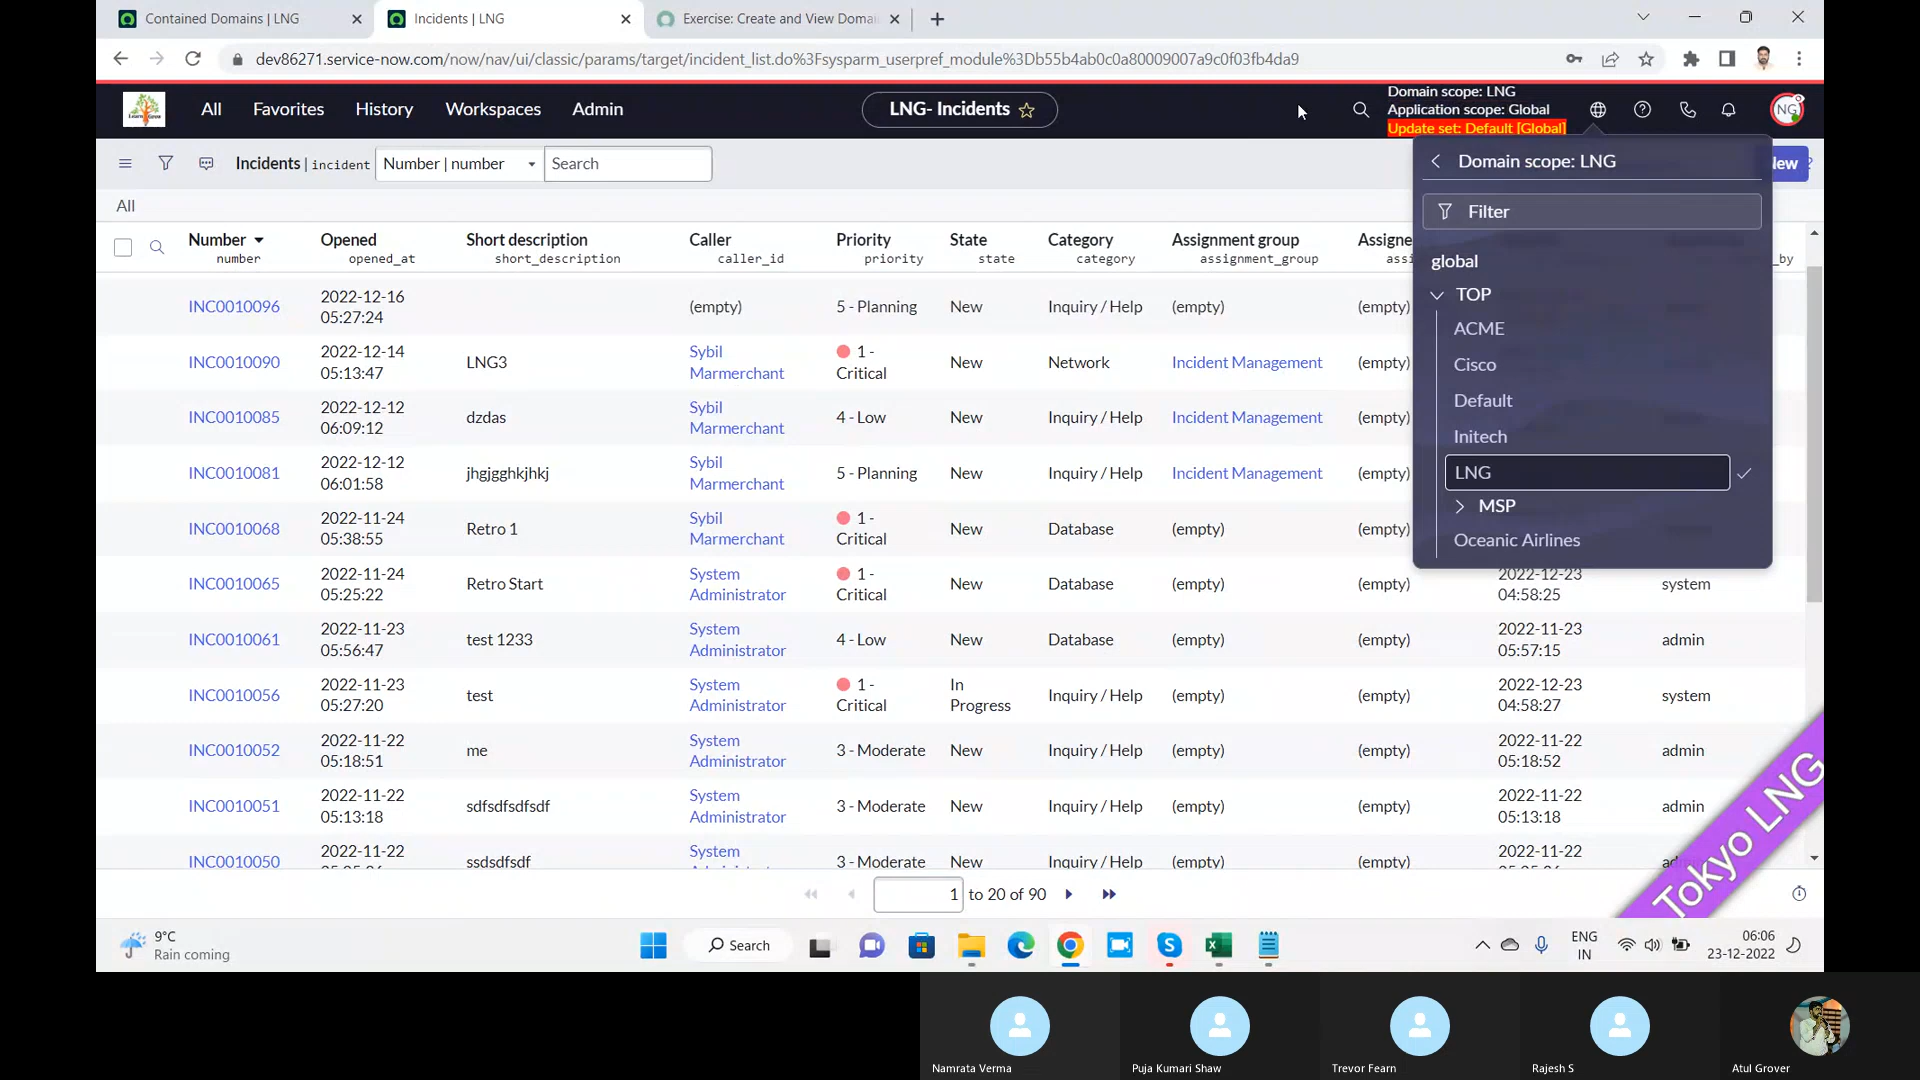 Contained Domains | LNG
Incidents | LNG
Exercise: Create and View Domai
dev86271.service-now.com/now/nav/ui/classic/params/target/incident_list.do%3Fsysparm_userpref_module%3Db55b4ab0c0a80009007a9c0f03fb4da9
All
Favorites
History
Workspaces
Admin
LNG- Incidents
Domain scope: LNG
Application scope: Global
Update set: Default [Global]
NG
Incidents | incident
Number | number
Search
New
Domain scope: LNG
Filter
global
TOP
ACME
Cisco
Default
Initech
LNG
MSP
Oceanic Airlines
All
Number Opened Short description Caller Priority State Category Assignment group Assigne
number opened_at short_description caller_id priority state category assignment_group assi _by
INC0010096 2022-12-16 05:27:24 (empty) 5 - Planning New Inquiry / Help (empty) (empty)
INC0010090 2022-12-14 05:13:47 LNG3 Sybil Marmerchant 1 - Critical New Network Incident Management (empty)
INC0010085 2022-12-12 06:09:12 dzdas Sybil Marmerchant 4 - Low New Inquiry / Help Incident Management (empty)
INC0010081 2022-12-12 06:01:58 jhgjgghkjhkj Sybil Marmerchant 5 - Planning New Inquiry / Help Incident Management (empty)
INC0010068 2022-11-24 05:38:55 Retro 1 Sybil Marmerchant 1 - Critical New Database (empty) (empty)
INC0010065 2022-11-24 05:25:22 Retro Start System Administrator 1 - Critical New Database (empty) (empty) 2022-12-23 04:58:25 system
INC0010061 2022-11-23 05:56:47 test 1233 System Administrator 4 - Low New Database (empty) (empty) 2022-11-23 05:57:15 admin
INC0010056 2022-11-23 05:27:20 test System Administrator 1 - Critical In Progress Inquiry / Help (empty) (empty) 2022-12-23 04:58:27 system
INC0010052 2022-11-22 05:18:51 me System Administrator 3 - Moderate New Inquiry / Help (empty) (empty) 2022-11-22 05:18:52 admin
INC0010051 2022-11-22 05:13:18 sdfsdfsdfsdf System Administrator 3 - Moderate New Inquiry / Help (empty) (empty) 2022-11-22 05:13:18 admin
INC0010050 2022-11-22 ssdsdfsdf System 3 - Moderate New Inquiry / Help (empty) (empty) 2022-11-22
1 to 20 of 90
Tokyo LNG
9°C
Rain coming
Search
ENG
IN
06:06
23-12-2022
Namrata Verma
Puja Kumari Shaw
Trevor Fearn
Rajesh S
Atul Grover